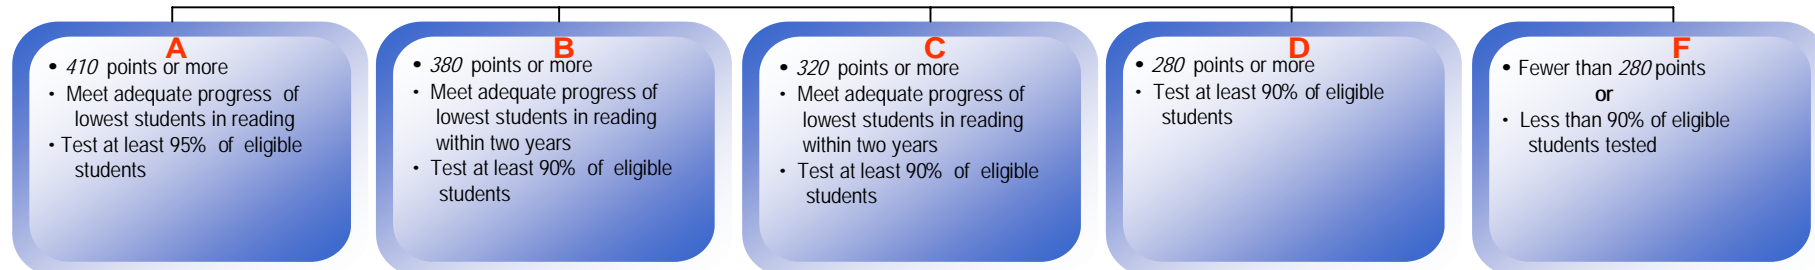 A
• 410 points or more
• Meet adequate progress of
lowest students in reading
• Test at least 95% of eligible
students
B
• 380 points or more
• Meet adequate progress of
lowest students in reading
within two years
• Test at least 90% of eligible
students
C
• 320 points or more
• Meet adequate progress of
lowest students in reading
within two years
• Test at least 90% of eligible
students
D
• 280 points or more
• Test at least 90% of eligible
students
F
• Fewer than 280 points
or
• Less than 90% of eligible
students tested